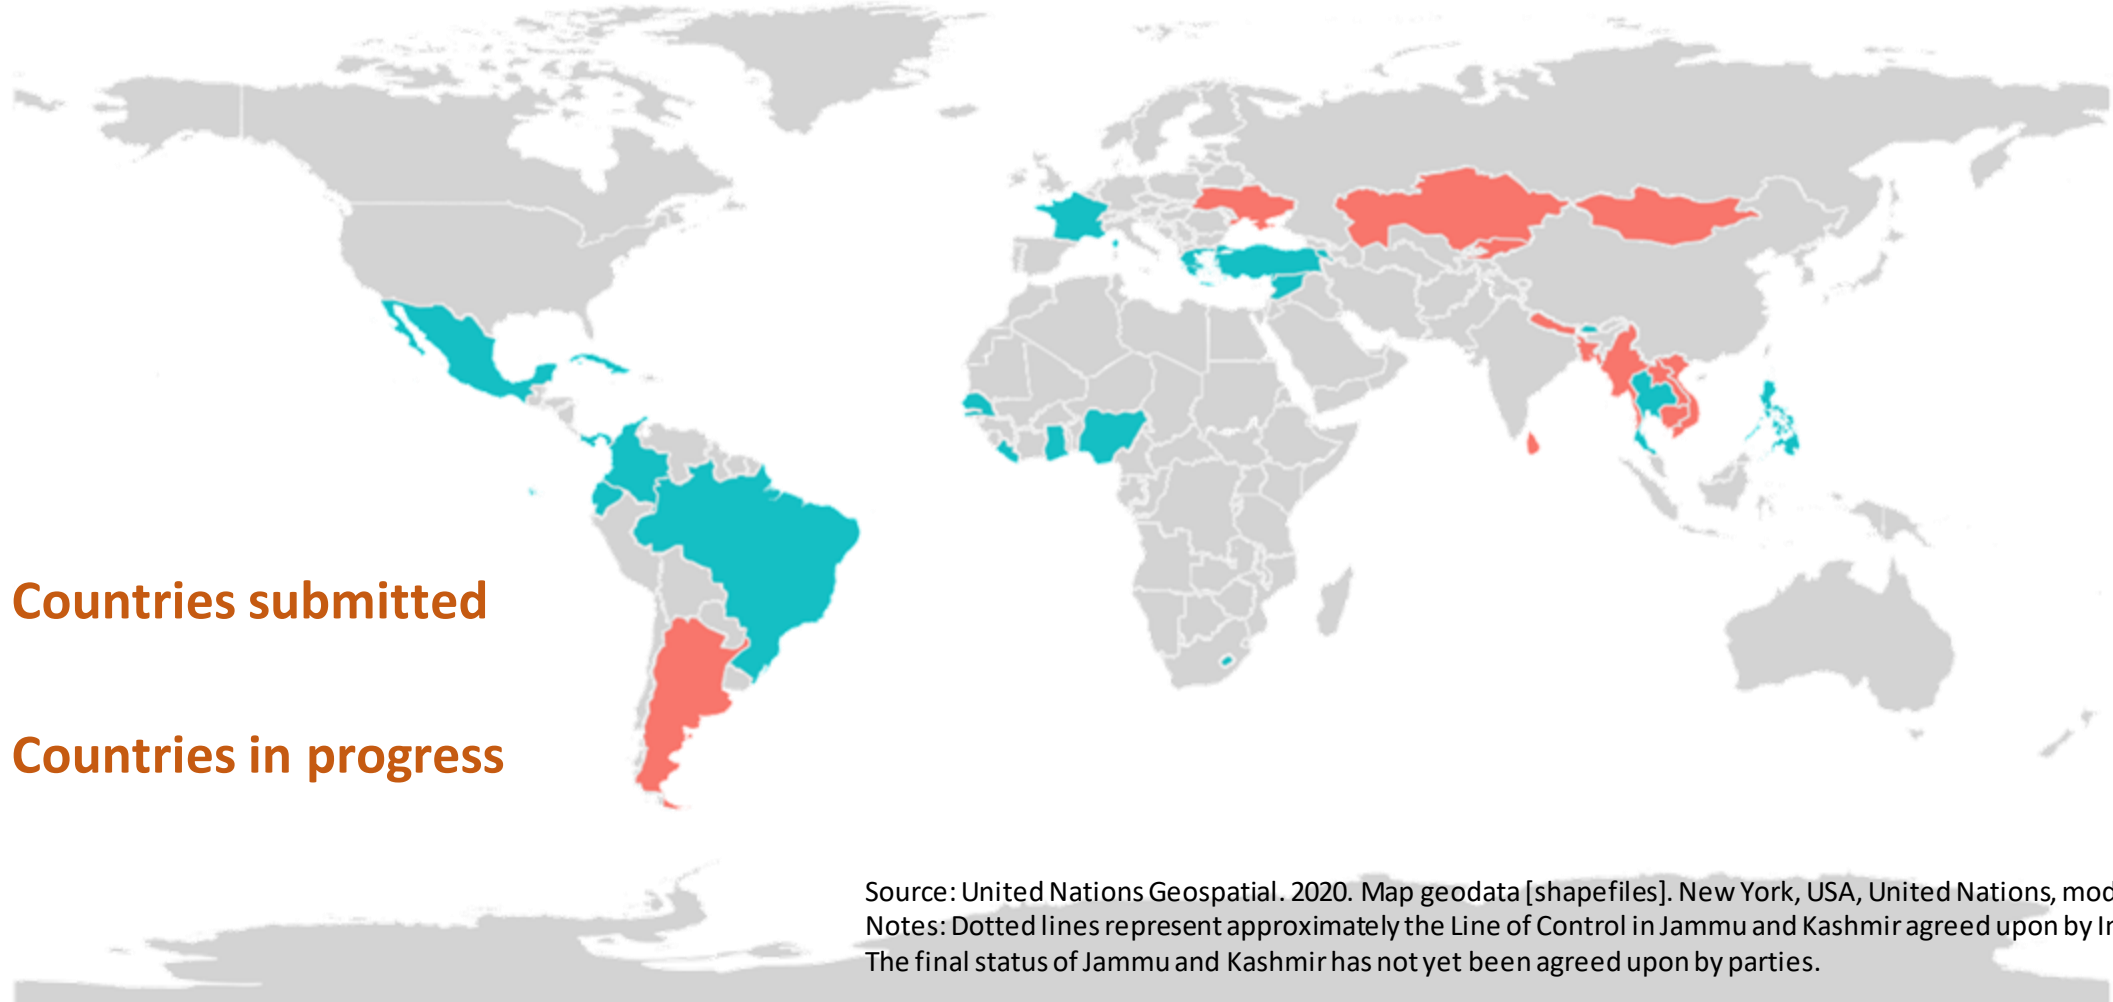 Countries submitted
Countries in progress
Source: United Nations Geospatial. 2020. Map geodata [shapefiles]. New York, USA, United Nations, mod
Notes: Dotted lines represent approximately the Line of Control in Jammu and Kashmir agreed upon by In
The final status of Jammu and Kashmir has not yet been agreed upon by parties.